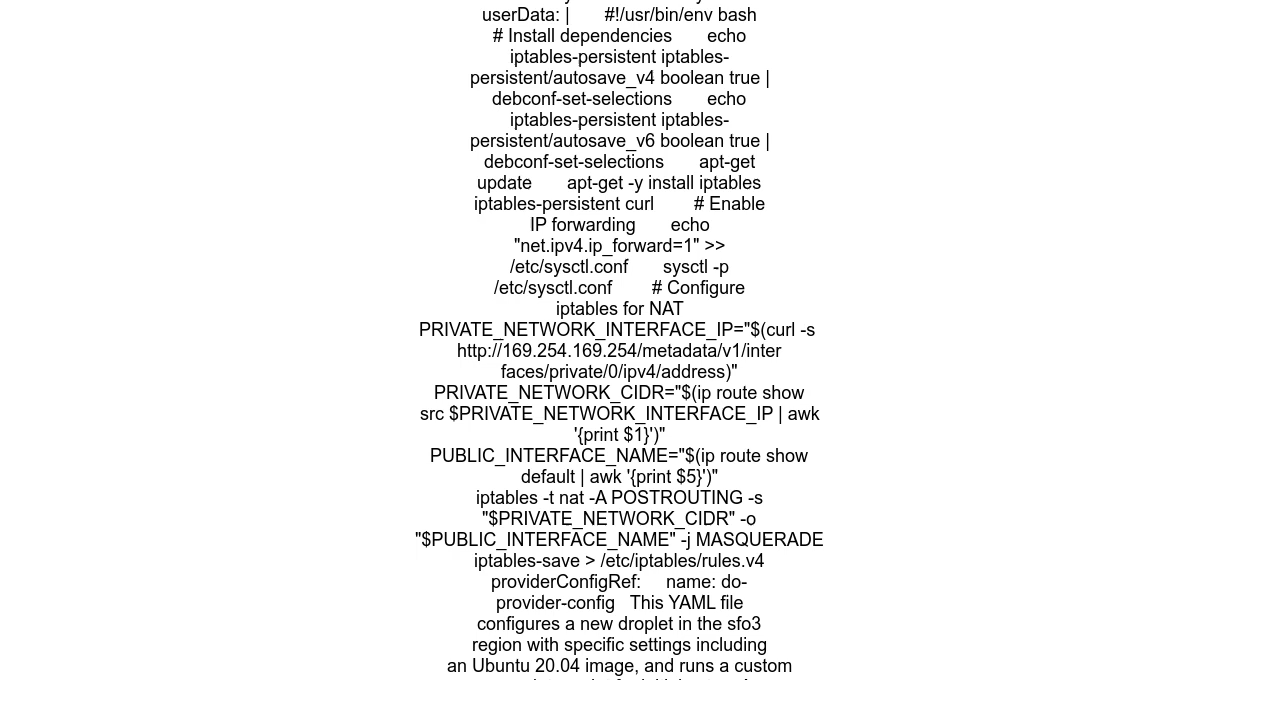 userData: | #!/usr/bin/env bash
# Install dependencies echo
iptables-persistent iptables-
persistent/autosave_v4 boolean true |
debconf-set-selections echo
iptables-persistent iptables-
persistent/autosave_v6 boolean true |
debconf-set-selections apt-get
update apt-get -y install iptables
iptables-persistent curl # Enable
IP forwarding echo
"net.ipv4.ip_forward=1" >>
/etc/sysctl.conf sysctl -p
/etc/sysctl.conf # Configure
iptables for NAT
PRIVATE_NETWORK_INTERFACE_IP="$(curl -s
http://169.254.169.254/metadata/v1/inter
faces/private/0/ipv4/address)"
PRIVATE_NETWORK_CIDR="$(ip route show
src $PRIVATE_NETWORK_INTERFACE_IP | awk
'{print $1}')"
PUBLIC_INTERFACE_NAME="$(ip route show
default | awk '{print $5}')"
iptables -t nat -A POSTROUTING -s
"$PRIVATE_NETWORK_CIDR" -o
"$PUBLIC_INTERFACE_NAME" -j MASQUERADE
iptables-save > /etc/iptables/rules.v4
providerConfigRef: name: do-
provider-config This YAML file
configures a new droplet in the sfo3
region with specific settings including
an Ubuntu 20.04 image, and runs a custom